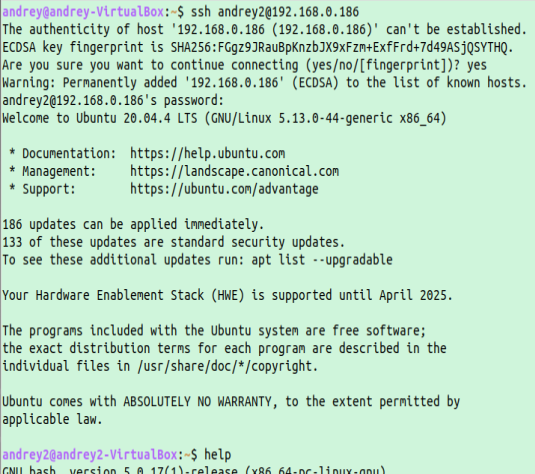 andrey@andrey-VirtualBox:~$ ssh andrey2@192.168.0.186
The authenticity of host '192.168.0.186 (192.168.0.186)' can't be established.
ECDSA key fingerprint is SHA256:FGgz9JRauBpKnzbJX9xFzm+ExfFrd+7d49ASjQSYTHQ.
Are you sure you want to continue connecting (yes/no/[fingerprint])? yes
Warning: Permanently added '192.168.0.186' (ECDSA) to the list of known hosts.
andrey2@192.168.0.186's password:
Welcome to Ubuntu 20.04.4 LTS (GNU/Linux 5.13.0-44-generic x86_64)
* Documentation:  https://help.ubuntu.com
* Management:     https://landscape.canonical.com
* Support:        https://ubuntu.com/advantage
186 updates can be applied immediately.
133 of these updates are standard security updates.
To see these additional updates run: apt list --upgradable
Your Hardware Enablement Stack (HWE) is supported until April 2025.
The programs included with the Ubuntu system are free software;
the exact distribution terms for each program are described in the
individual files in /usr/share/doc/*/copyright.
Ubuntu comes with ABSOLUTELY NO WARRANTY, to the extent permitted by
applicable law.
andrey2@andrey2-VirtualBox:~$ help
GNU bash, version 5.0.17(1)-release (x86_64-pc-linux-gnu)